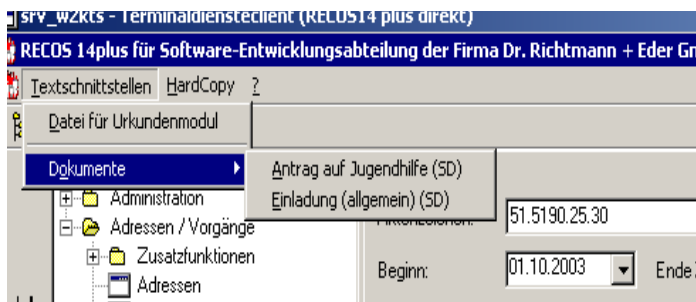 srv_w2kts - Terminaldiensteclient (RECOS14 plus direkt)
RECOS 14plus für Software-Entwicklungsabteilung der Firma Dr. Richtmann + Eder
Textschnittstellen HardCopy ?
Datei für Urkundenmodul
Dokumente
Antrag auf Jugendhilfe (SD)
Einladung (allgemein) (SD)
Administration
51.5190.25.30
Adressen / Vorgänge
Zusatzfunktionen
Beginn: 01.10.2003 Ende
Adressen